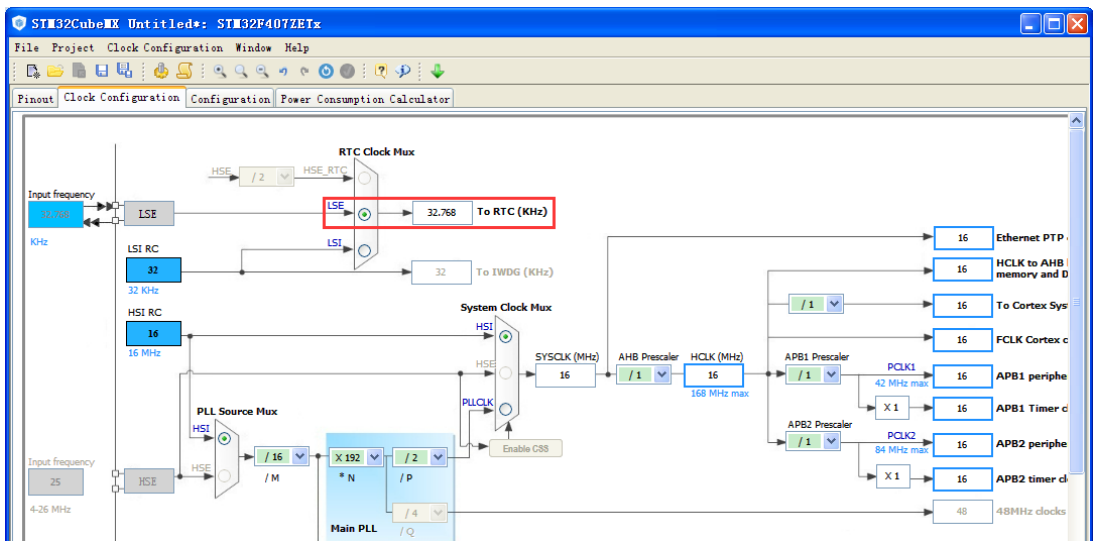 STM32CubeMX Untitled*: STM32F407ZETx
File Project Clock Configuration Window Help
Pinout Clock Configuration Configuration Power Consumption Calculator
RTC Clock Mux
HSE / 2 HSE_RTC
Input frequency
LSE LSE 32.768 To RTC (KHz)
KHz
LSI RC LSI
32 32 To IWDG (KHz)
32 KHz
HSI RC
16
16 MHz
System Clock Mux
HSI
HSE
PLLCLK
Enable CSS
SYSCLK (MHz) AHB Prescaler HCLK (MHz) APB1 Prescaler
16 / 1 16 / 1
168 MHz max
16 Ethernet PTP
16 HCLK to AHB
memory and D
/ 1 16 To Cortex Sys
16 FCLK Cortex c
PCLK1
42 MHz max
16 APB1 periphe
X 1 16 APB1 Timer cl
APB2 Prescaler
/ 1
PCLK2
84 MHz max
16 APB2 periphe
X 1 16 APB2 timer cl
48 48MHz clocks
PLL Source Mux
HSI
HSE
Input frequency
25 HSE
4-26 MHz
/ 16 X 192 / 2
/ M * N / P
/ 4
Main PLL / Q